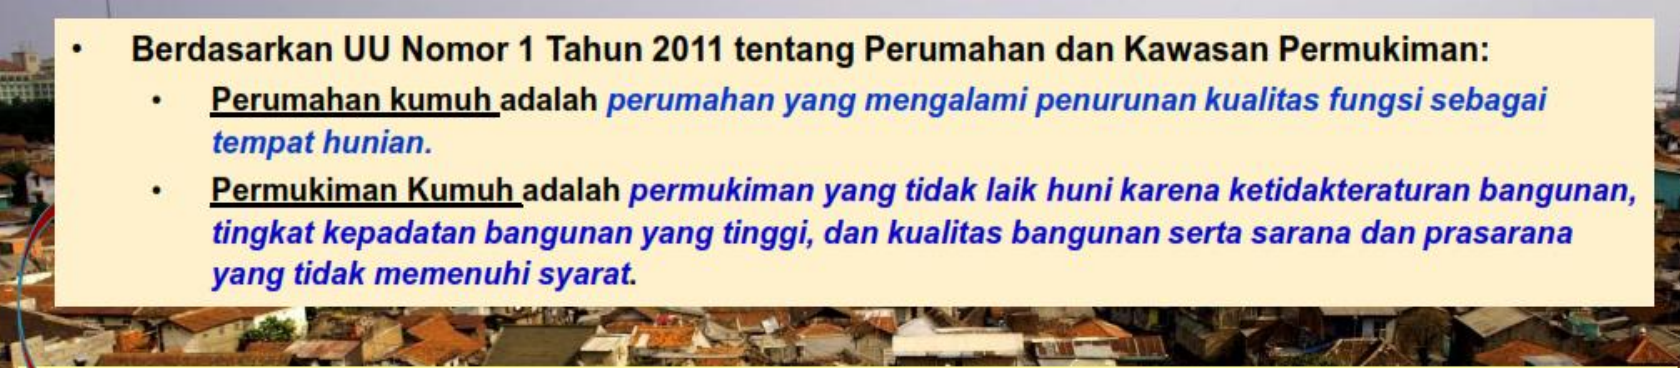 • Berdasarkan UU Nomor 1 Tahun 2011 tentang Perumahan dan Kawasan Permukiman:
• Perumahan kumuh adalah perumahan yang mengalami penurunan kualitas fungsi sebagai
tempat hunian.
• Permukiman Kumuh adalah permukiman yang tidak laik huni karena ketidakteraturan bangunan,
tingkat kepadatan bangunan yang tinggi, dan kualitas bangunan serta sarana dan prasarana
yang tidak memenuhi syarat.